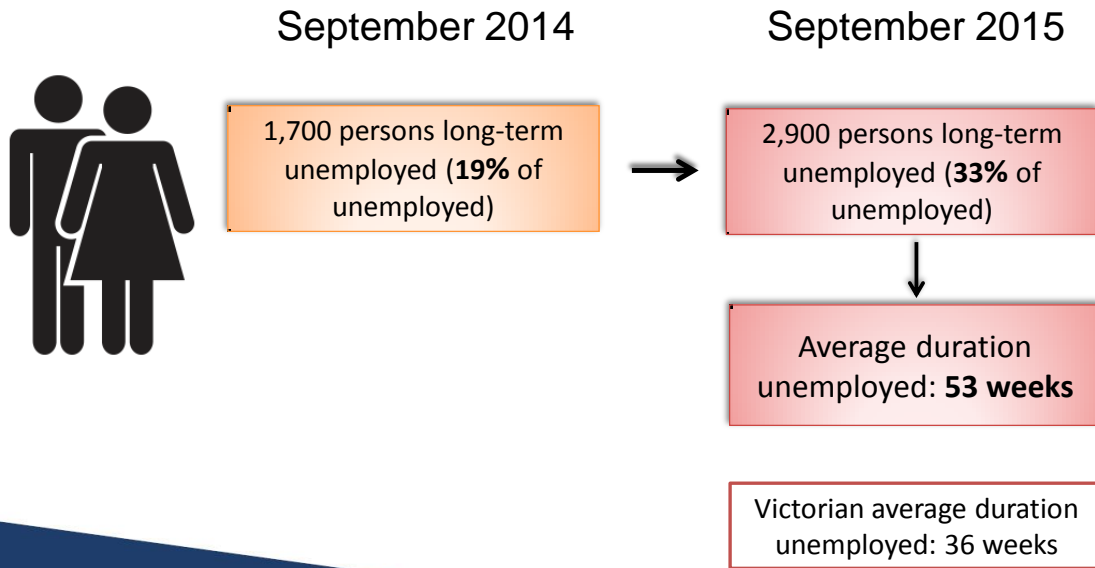 September 2014
September 2015
1,700 persons long-term
unemployed (19% of
unemployed)
2,900 persons long-term
unemployed (33% of
unemployed)
Average duration
unemployed: 53 weeks
Victorian average duration
unemployed: 36 weeks